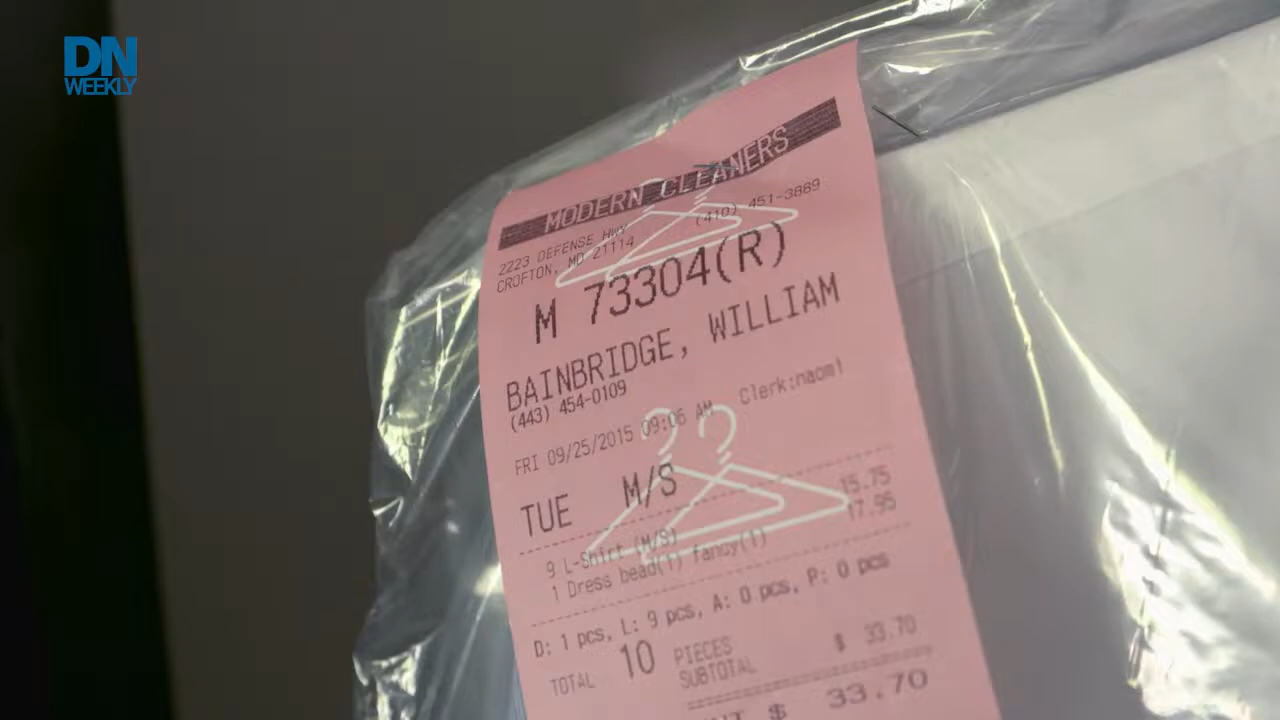 DN
WEEKLY
MODERN CLEANERS
2223 DEFENSE HWY (410) 451-3889
CROFTON, MD 21114
M 73304(R)
BAINBRIDGE, WILLIAM
(443) 454-0109
FRI 09/25/2015 09:06 AM Clerk:naomi
TUE M/S
9 L-Shirt (M/S) 15.75
1 Dress bead(1) fancy(1) 17.95
D: 1 pcs, L: 9 pcs, A: 0 pcs, P: 0 pcs
TOTAL 10 PIECES
SUBTOTAL $ 33.70
$ 33.70